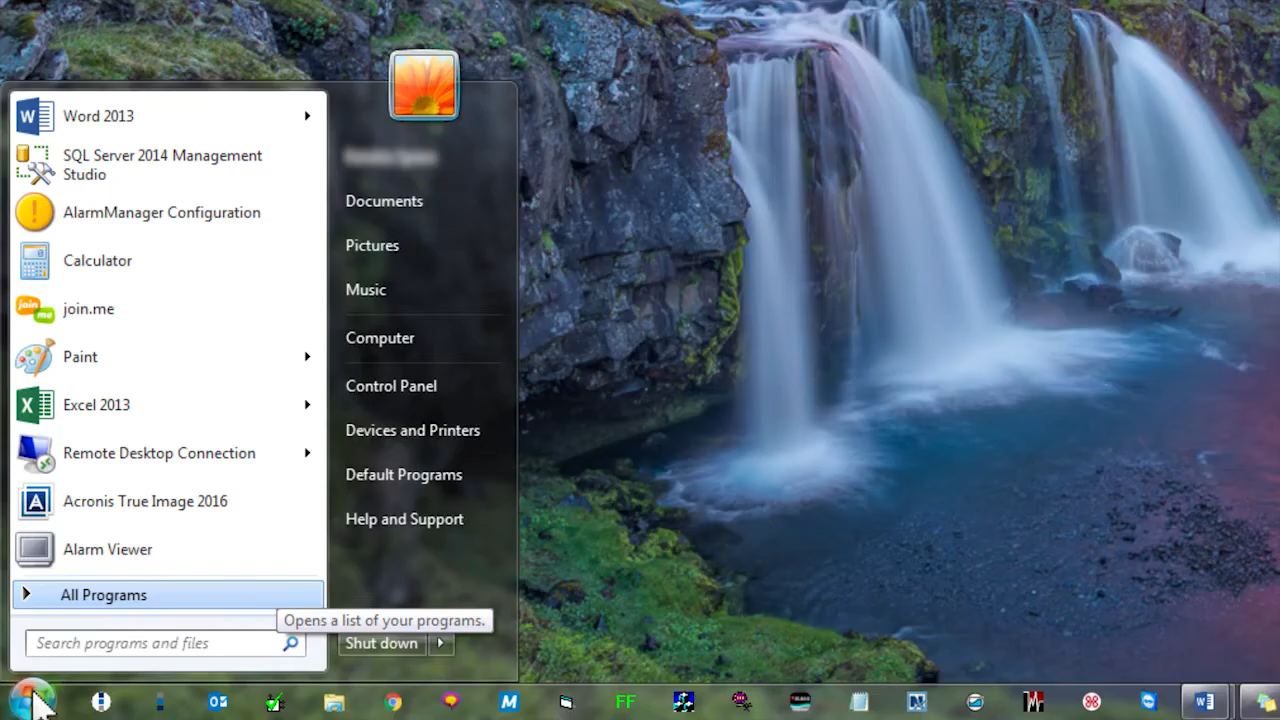 Word 2013
SQL Server 2014 Management
Studio
AlarmManager Configuration
Calculator
join.me
Paint
Excel 2013
Remote Desktop Connection
Acronis True Image 2016
Alarm Viewer
All Programs
Search programs and files
Documents
Pictures
Music
Computer
Control Panel
Devices and Printers
Default Programs
Help and Support
Opens a list of your programs.
Shut down
FF